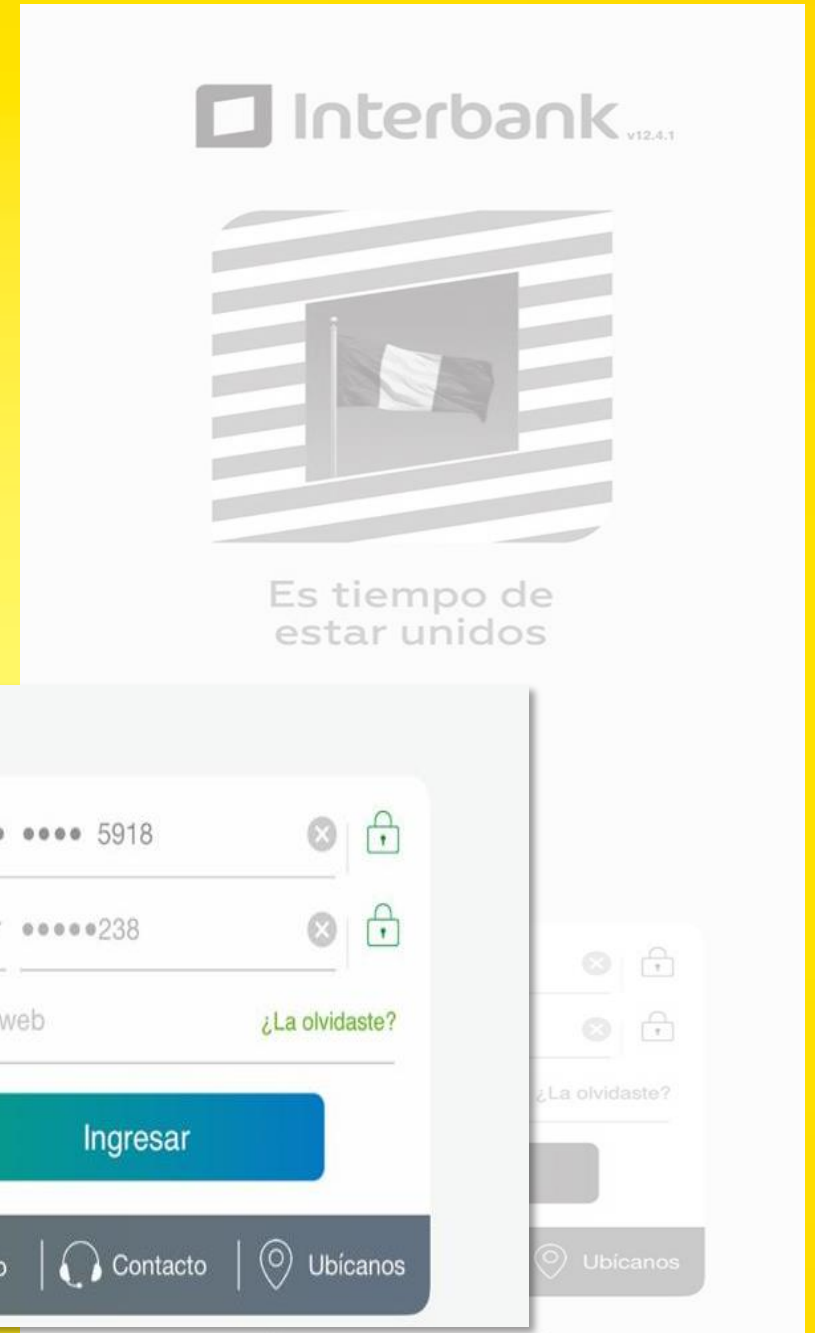 Interbank v12.4.1
Es tiempo de
estar unidos
•••• 5918
•••••238
web
¿La olvidaste?
Ingresar
Contacto
Ubícanos
¿La olvidaste?
Ubícanos